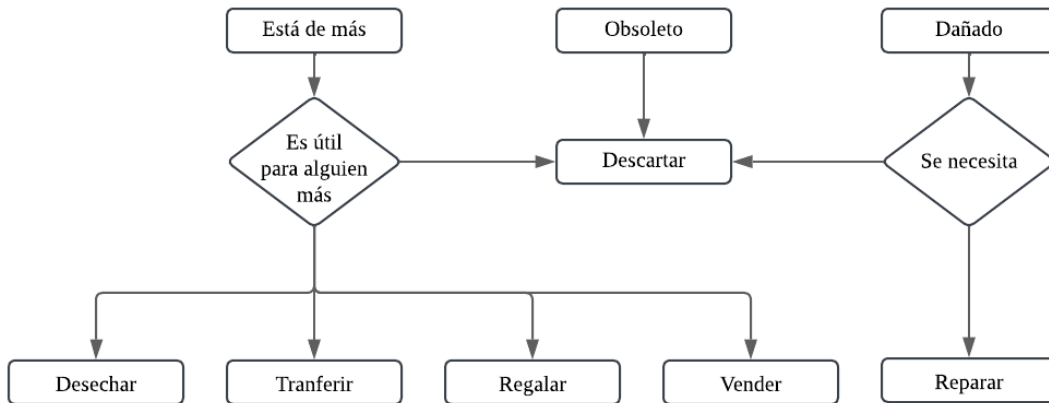 Está de más
Obsoleto
Dañado
Es útil
para alguien
más
Descartar
Se necesita
Desechar
Tranferir
Regalar
Vender
Reparar